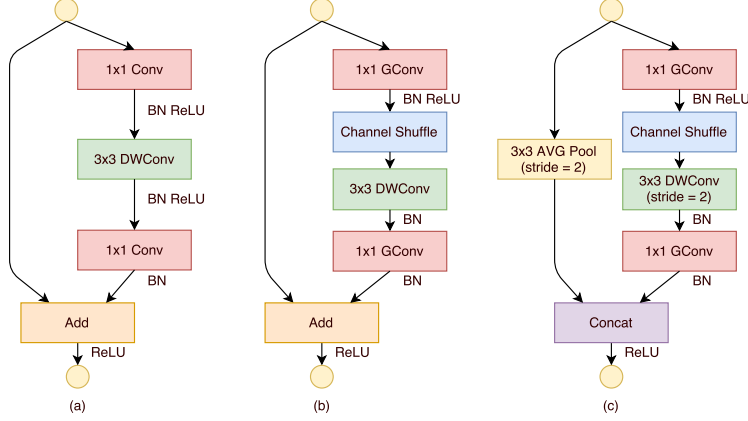 1x1 Conv
BN ReLU
3x3 DWConv
BN ReLU
1x1 Conv
BN
Add
ReLU
(a)
1x1 GConv
BN ReLU
Channel Shuffle
3x3 DWConv
BN
1x1 GConv
BN
Add
ReLU
(b)
3x3 AVG Pool
(stride = 2)
1x1 GConv
BN ReLU
Channel Shuffle
3x3 DWConv
(stride = 2)
BN
1x1 GConv
BN
Concat
ReLU
(c)